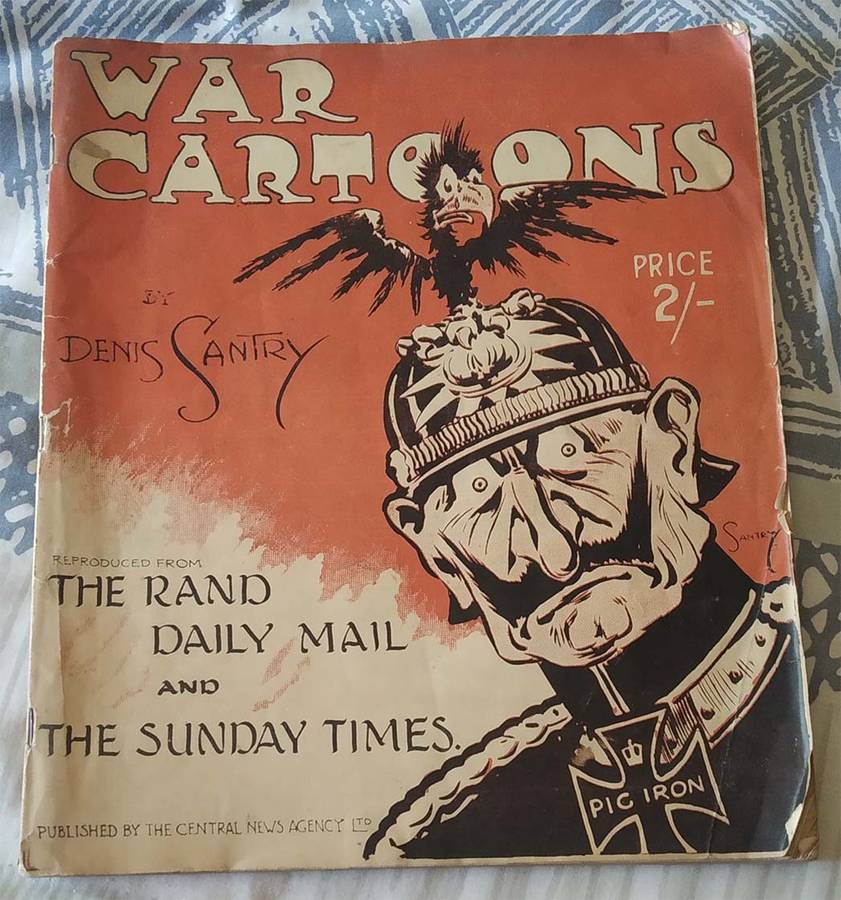 WAR
CARTOONS
PRICE
2/-
BY
DENIS SANTRY
SANTRY
REPRODUCED FROM
THE RAND
DAILY MAIL
AND
THE SUNDAY TIMES.
PIG IRON
PUBLISHED BY THE CENTRAL NEWS AGENCY LTD